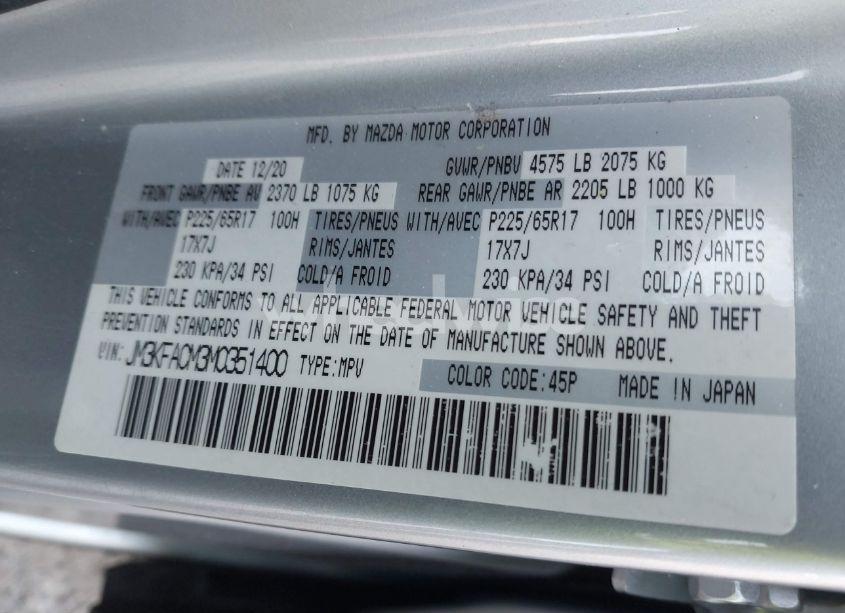 MFD. BY MAZDA MOTOR CORPORATION
DATE 12/20 GVWR/PNBV 4575 LB 2075 KG
FRONT GAWR/PNBE AV 2370 LB 1075 KG REAR GAWR/PNBE AR 2205 LB 1000 KG
WITH/AVEC P225/65R17 100H TIRES/PNEUS WITH/AVEC P225/65R17 100H TIRES/PNEUS
17X7J RIMS/JANTES 17X7J RIMS/JANTES
230 KPA/34 PSI COLD/A FROID 230 KPA/34 PSI COLD/A FROID
THIS VEHICLE CONFORMS TO ALL APPLICABLE FEDERAL MOTOR VEHICLE SAFETY AND THEFT
PREVENTION STANDARDS IN EFFECT ON THE DATE OF MANUFACTURE SHOWN ABOVE.
VIN: JM3KFACM3M0351400 TYPE:MPV COLOR CODE:45P MADE IN JAPAN